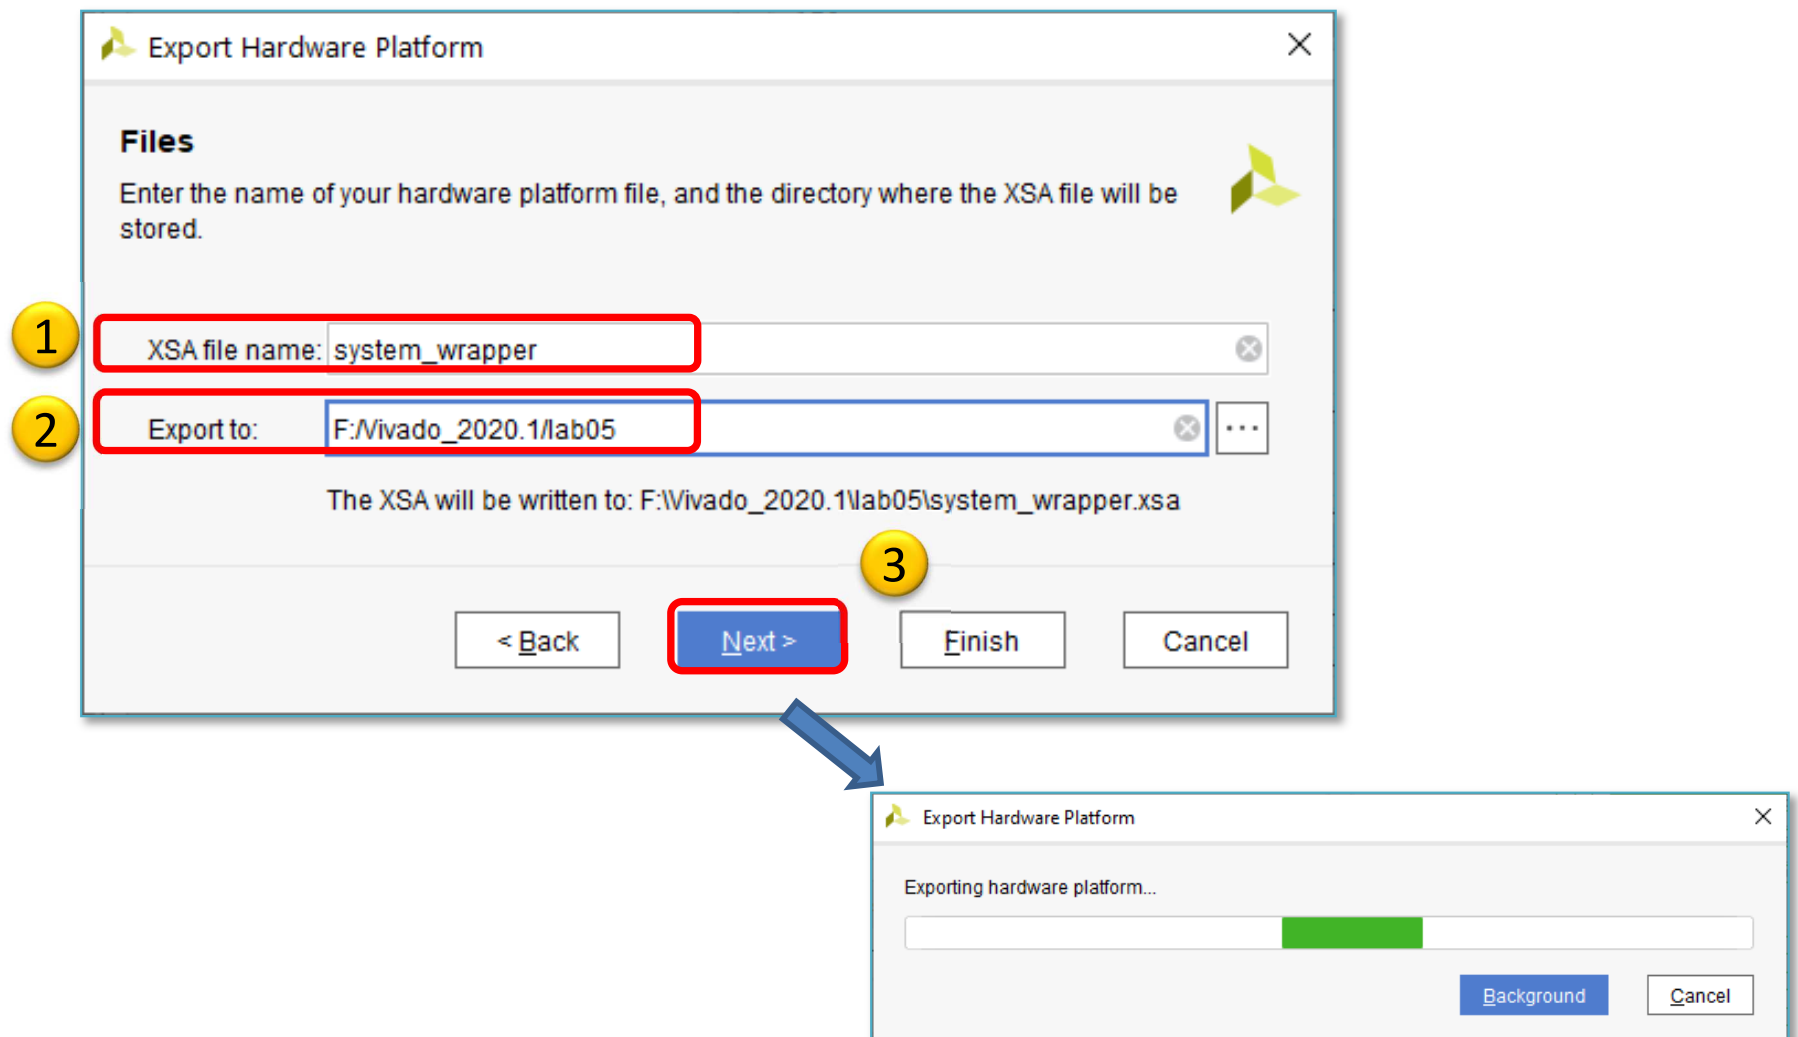 Export Hardware Platform
Files
Enter the name of your hardware platform file, and the directory where the XSA file will be
stored.
1
XSA file name: system_wrapper
2
Export to: F:/Vivado_2020.1/lab05
The XSA will be written to: F:\Vivado_2020.1\lab05\system_wrapper.xsa
3
< Back Next > Finish Cancel
Export Hardware Platform
Exporting hardware platform...
Background Cancel